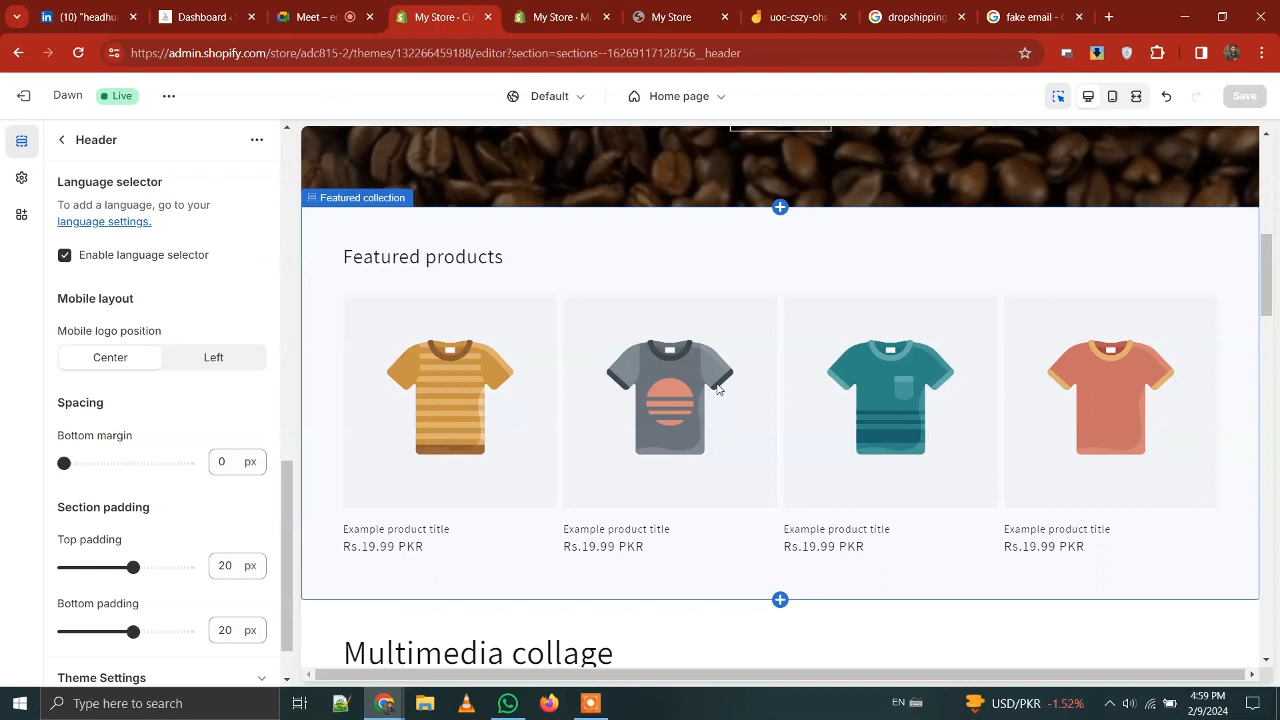 in (10) "headhu
Dashboard -
Meet – e
My Store · Cu
My Store · M
My Store
uoc-cszy-ohs
dropshipping
fake email -
https://admin.shopify.com/store/adc815-2/themes/132266459188/editor?section=sections--16269117128756__header
Dawn
Live
Default
Home page
Save
Header
Language selector
To add a language, go to your
language settings.
Enable language selector
Mobile layout
Mobile logo position
Center
Left
Spacing
Bottom margin
0 px
Section padding
Top padding
20 px
Bottom padding
20 px
Theme Settings
Featured collection
Featured products
Example product title
Rs.19.99 PKR
Example product title
Rs.19.99 PKR
Example product title
Rs.19.99 PKR
Example product title
Rs.19.99 PKR
Multimedia collage
Type here to search
EN
USD/PKR -1.52%
4:59 PM
2/9/2024